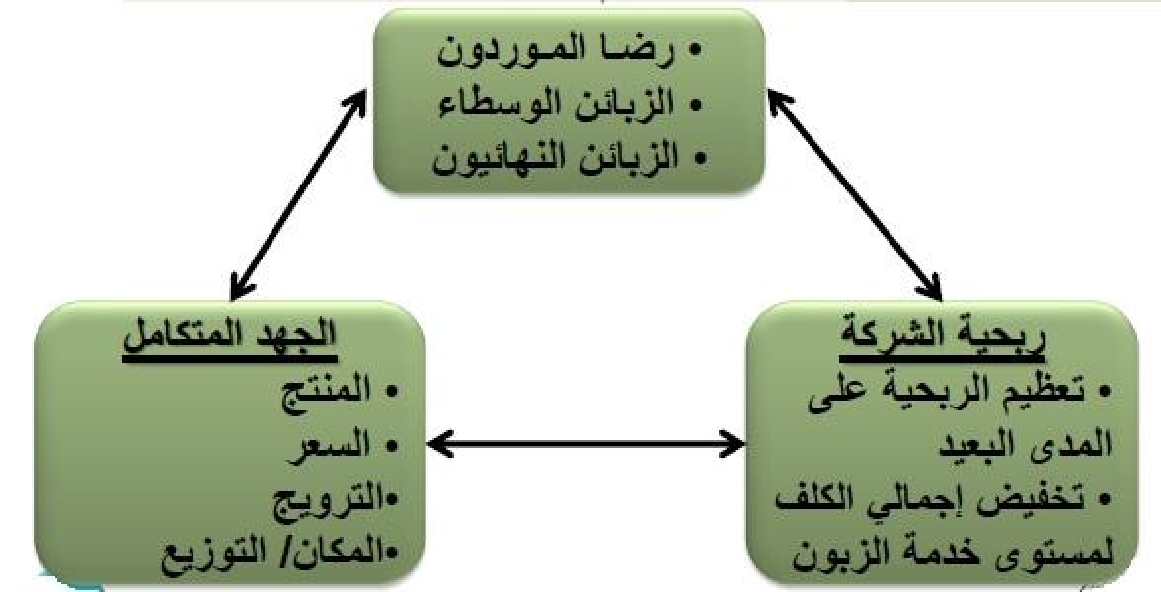 • رضا الموردون
• الزبائن الوسطاء
• الزبائن النهائيون
ربحية الشركة
• تعظيم الربحية على
المدى البعيد
• تخفيض إجمالي الكلف
لمستوى خدمة الزبون
الجهد المتكامل
• المنتج
• السعر
•الترويج
•المكان/ التوزيع